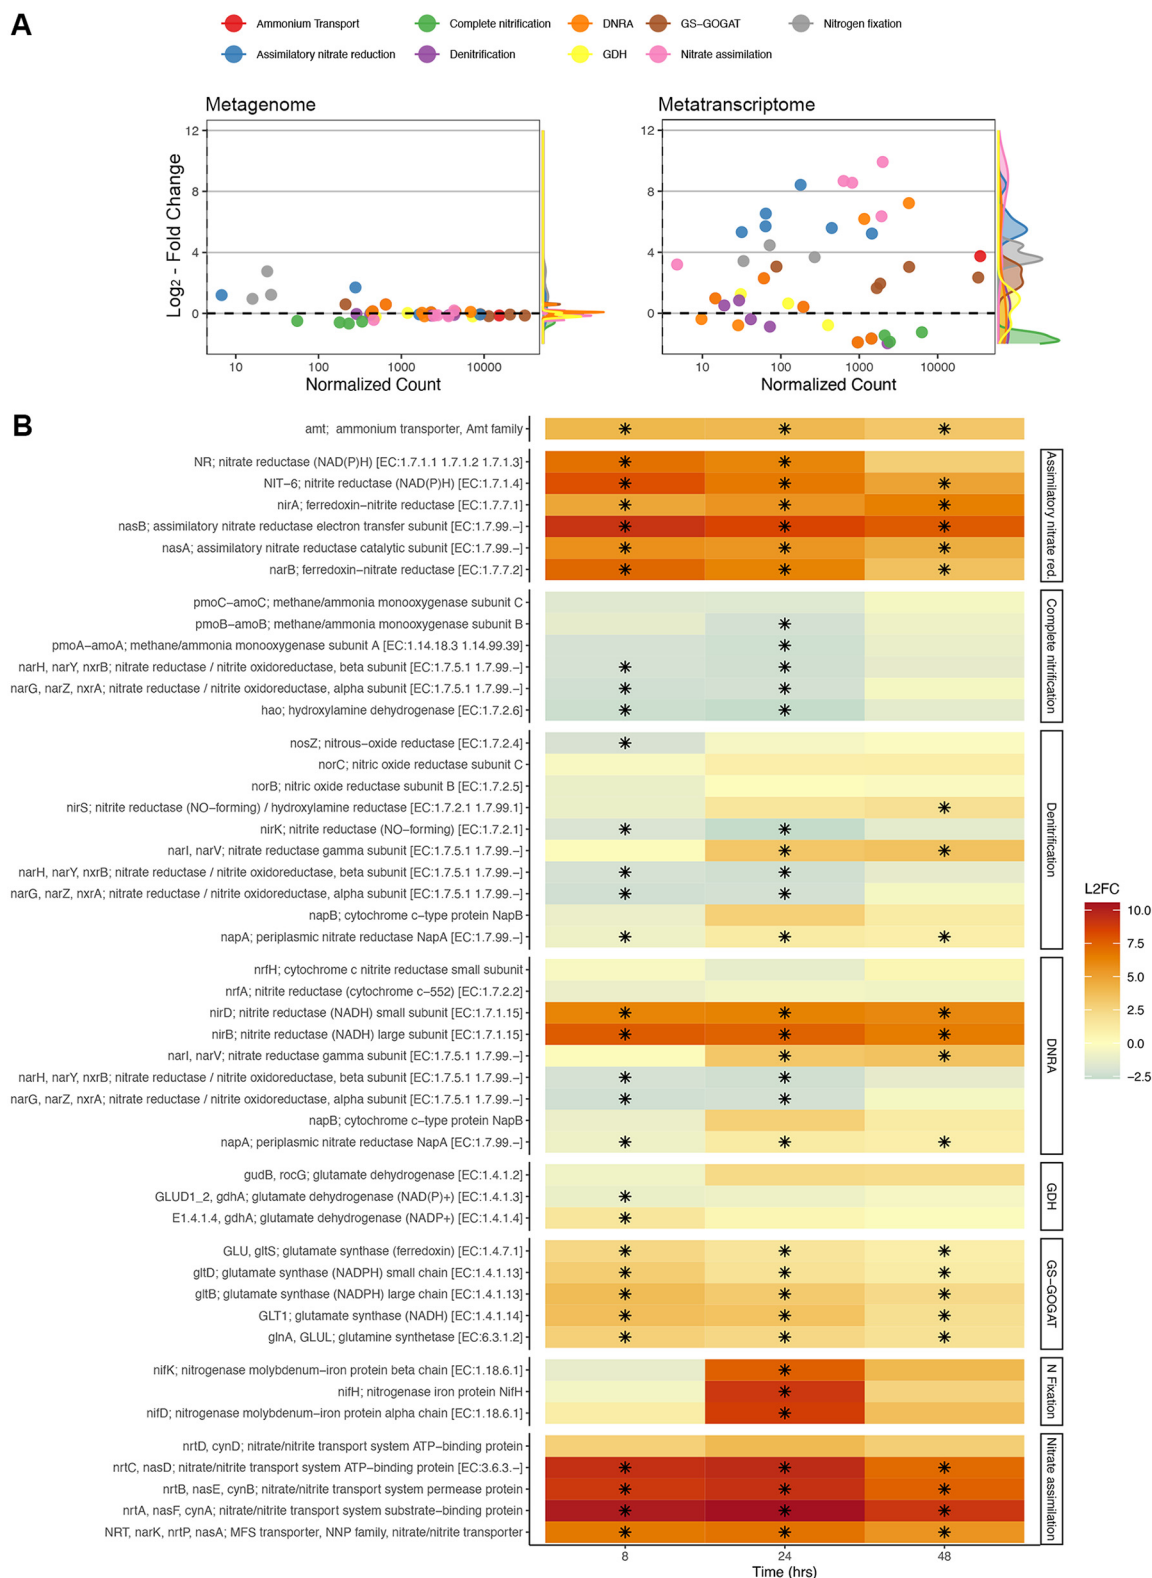 A
Ammonium Transport
Complete nitrification
DNRA
GS−GOGAT
Nitrogen fixation
Assimilatory nitrate reduction
Denitrification
GDH
Nitrate assimilation
Metagenome
Metatranscriptome
Log2 - Fold Change
12
8
4
0
10
100
1000
10000
Normalized Count
12
8
4
0
10
100
1000
10000
Normalized Count
B
amt;  ammonium transporter, Amt family
NR; nitrate reductase (NAD(P)H) [EC:1.7.1.1 1.7.1.2 1.7.1.3]
NIT−6; nitrite reductase (NAD(P)H) [EC:1.7.1.4]
nirA; ferredoxin−nitrite reductase [EC:1.7.7.1]
nasB; assimilatory nitrate reductase electron transfer subunit [EC:1.7.99.−]
nasA; assimilatory nitrate reductase catalytic subunit [EC:1.7.99.−]
narB; ferredoxin−nitrate reductase [EC:1.7.7.2]
Assimilatory nitrate red.
pmoC−amoC; methane/ammonia monooxygenase subunit C
pmoB−amoB; methane/ammonia monooxygenase subunit B
pmoA−amoA; methane/ammonia monooxygenase subunit A [EC:1.14.18.3 1.14.99.39]
narH, narY, nxrB; nitrate reductase / nitrite oxidoreductase, beta subunit [EC:1.7.5.1 1.7.99.−]
narG, narZ, nxrA; nitrate reductase / nitrite oxidoreductase, alpha subunit [EC:1.7.5.1 1.7.99.−]
hao; hydroxylamine dehydrogenase [EC:1.7.2.6]
Complete nitrification
nosZ; nitrous−oxide reductase [EC:1.7.2.4]
norC; nitric oxide reductase subunit C
norB; nitric oxide reductase subunit B [EC:1.7.2.5]
nirS; nitrite reductase (NO−forming) / hydroxylamine reductase [EC:1.7.2.1 1.7.99.1]
nirK; nitrite reductase (NO−forming) [EC:1.7.2.1]
narI, narV; nitrate reductase gamma subunit [EC:1.7.5.1 1.7.99.−]
narH, narY, nxrB; nitrate reductase / nitrite oxidoreductase, beta subunit [EC:1.7.5.1 1.7.99.−]
narG, narZ, nxrA; nitrate reductase / nitrite oxidoreductase, alpha subunit [EC:1.7.5.1 1.7.99.−]
napB; cytochrome c−type protein NapB
napA; periplasmic nitrate reductase NapA [EC:1.7.99.−]
Denitrification
nrfH; cytochrome c nitrite reductase small subunit
nrfA; nitrite reductase (cytochrome c−552) [EC:1.7.2.2]
nirD; nitrite reductase (NADH) small subunit [EC:1.7.1.15]
nirB; nitrite reductase (NADH) large subunit [EC:1.7.1.15]
narI, narV; nitrate reductase gamma subunit [EC:1.7.5.1 1.7.99.−]
narH, narY, nxrB; nitrate reductase / nitrite oxidoreductase, beta subunit [EC:1.7.5.1 1.7.99.−]
narG, narZ, nxrA; nitrate reductase / nitrite oxidoreductase, alpha subunit [EC:1.7.5.1 1.7.99.−]
napB; cytochrome c−type protein NapB
napA; periplasmic nitrate reductase NapA [EC:1.7.99.−]
DNRA
gudB, rocG; glutamate dehydrogenase [EC:1.4.1.2]
GLUD1_2, gdhA; glutamate dehydrogenase (NAD(P)+) [EC:1.4.1.3]
E1.4.1.4, gdhA; glutamate dehydrogenase (NADP+) [EC:1.4.1.4]
GDH
GLU, gltS; glutamate synthase (ferredoxin) [EC:1.4.7.1]
gltD; glutamate synthase (NADPH) small chain [EC:1.4.1.13]
gltB; glutamate synthase (NADPH) large chain [EC:1.4.1.13]
GLT1; glutamate synthase (NADH) [EC:1.4.1.14]
glnA, GLUL; glutamine synthetase [EC:6.3.1.2]
GS−GOGAT
nifK; nitrogenase molybdenum−iron protein beta chain [EC:1.18.6.1]
nifH; nitrogenase iron protein NifH
nifD; nitrogenase molybdenum−iron protein alpha chain [EC:1.18.6.1]
N Fixation
nrtD, cynD; nitrate/nitrite transport system ATP−binding protein
nrtC, nasD; nitrate/nitrite transport system ATP−binding protein [EC:3.6.3.−]
nrtB, nasE, cynB; nitrate/nitrite transport system permease protein
nrtA, nasF, cynA; nitrate/nitrite transport system substrate−binding protein
NRT, narK, nrtP, nasA; MFS transporter, NNP family, nitrate/nitrite transporter
Nitrate assimilation
8
24
48
Time (hrs)
L2FC
10.0
7.5
5.0
2.5
0.0
−2.5